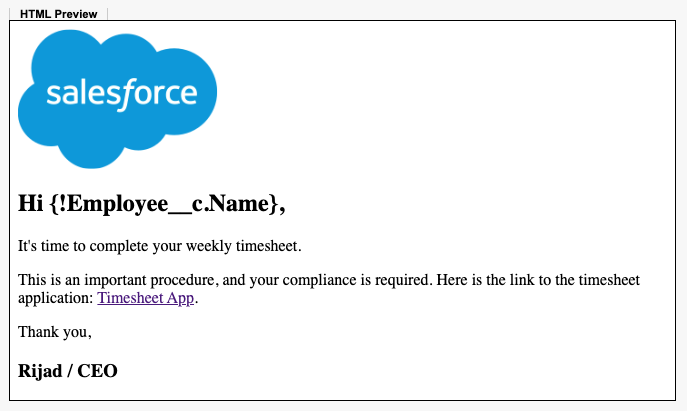 HTML Preview
salesforce
Hi {!Employee__c.Name},
It's time to complete your weekly timesheet.
This is an important procedure, and your compliance is required. Here is the link to the timesheet
application: Timesheet App.
Thank you,
Rijad / CEO